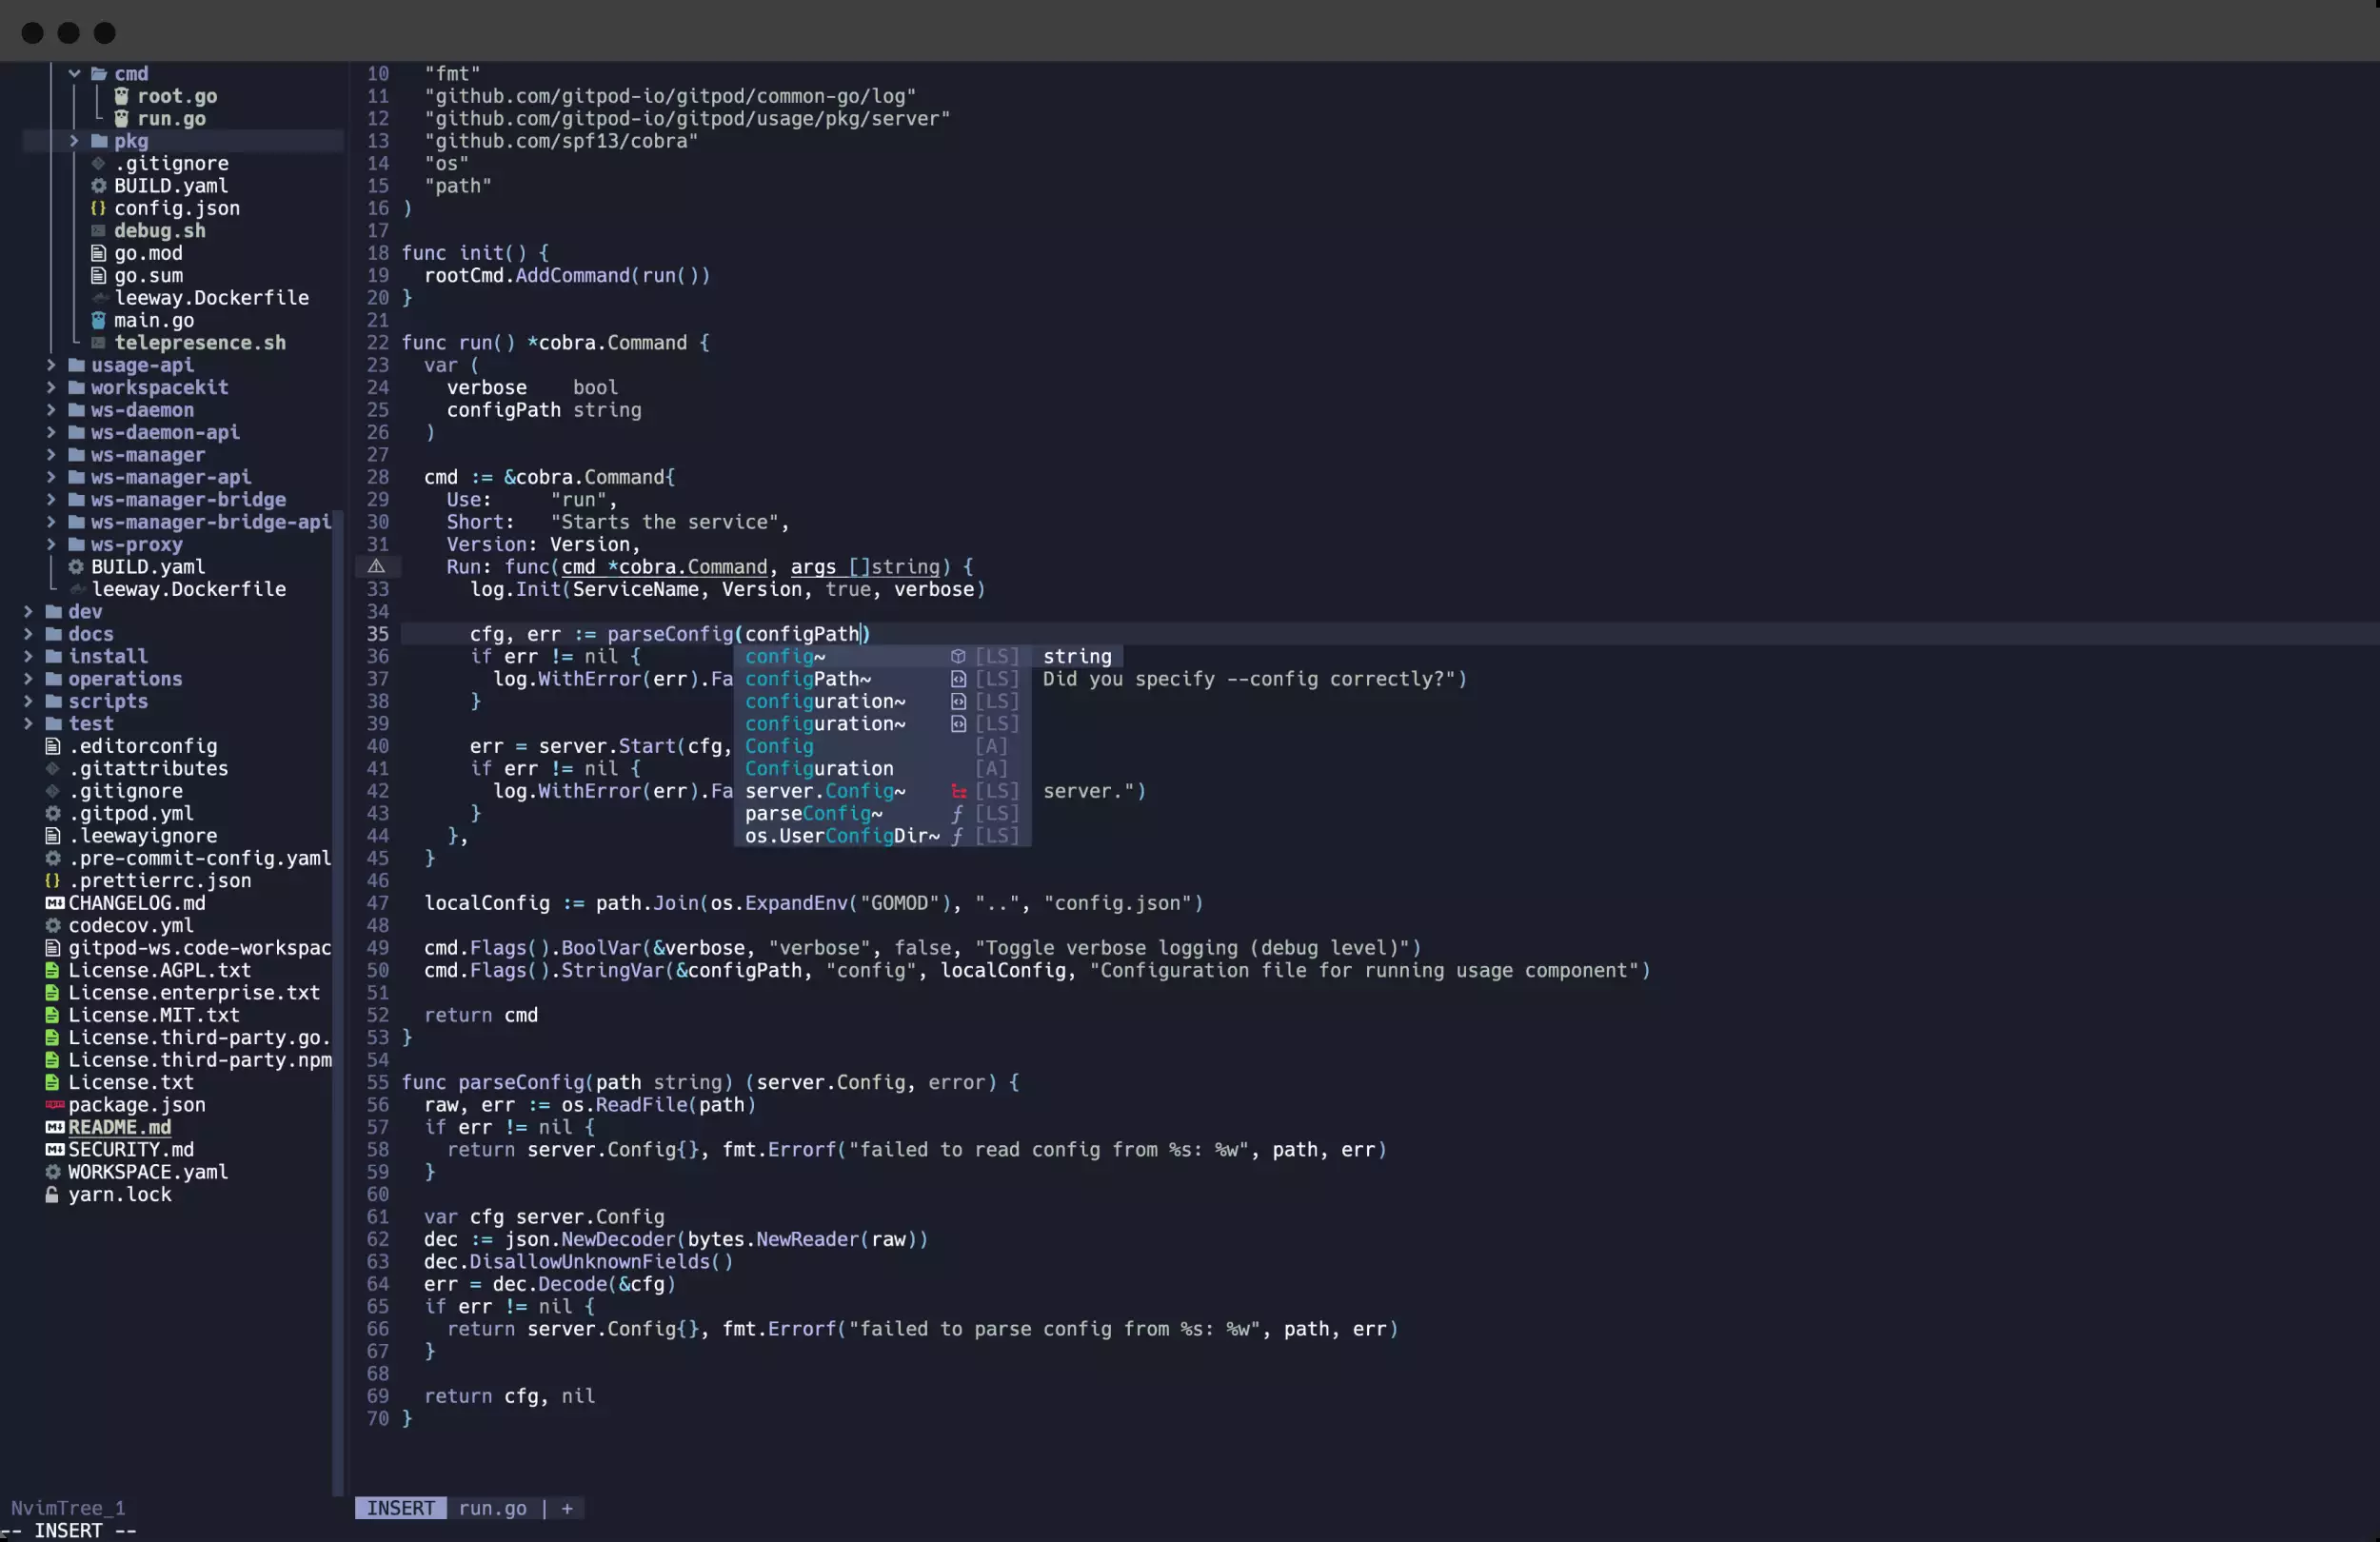 cmd
root.go
run.go
pkg
.gitignore
BUILD.yaml
config.json
debug.sh
go.mod
go.sum
leeway.Dockerfile
main.go
telepresence.sh
usage-api
workspacekit
ws-daemon
ws-daemon-api
ws-manager
ws-manager-api
ws-manager-bridge
ws-manager-bridge-api
ws-proxy
BUILD.yaml
leeway.Dockerfile
dev
docs
install
operations
scripts
test
.editorconfig
.gitattributes
.gitignore
.gitpod.yml
.leewayignore
.pre-commit-config.yaml
.prettierrc.json
CHANGELOG.md
codecov.yml
gitpod-ws.code-workspac
License.AGPL.txt
License.enterprise.txt
License.MIT.txt
License.third-party.go.
License.third-party.npm
License.txt
package.json
README.md
SECURITY.md
WORKSPACE.yaml
yarn.lock
10 "fmt"
11 "github.com/gitpod-io/gitpod/common-go/log"
12 "github.com/gitpod-io/gitpod/usage/pkg/server"
13 "github.com/spf13/cobra"
14 "os"
15 "path"
16 )
17
18 func init() {
19 rootCmd.AddCommand(run())
20 }
21
22 func run() *cobra.Command {
23 var (
24 verbose bool
25 configPath string
26 )
27
28 cmd := &cobra.Command{
29 Use: "run",
30 Short: "Starts the service",
31 Version: Version,
Run: func(cmd *cobra.Command, args []string) {
33 log.Init(ServiceName, Version, true, verbose)
34
35 cfg, err := parseConfig(configPath)
36 if err != nil {
37 log.WithError(err).Fa Did you specify --config correctly?")
38 }
39
40 err = server.Start(cfg,
41 if err != nil {
42 log.WithError(err).Fa server.")
43 }
44 },
45 }
46
47 localConfig := path.Join(os.ExpandEnv("GOMOD"), "..", "config.json")
48
49 cmd.Flags().BoolVar(&verbose, "verbose", false, "Toggle verbose logging (debug level)")
50 cmd.Flags().StringVar(&configPath, "config", localConfig, "Configuration file for running usage component")
51
52 return cmd
53 }
54
55 func parseConfig(path string) (server.Config, error) {
56 raw, err := os.ReadFile(path)
57 if err != nil {
58 return server.Config{}, fmt.Errorf("failed to read config from %s: %w", path, err)
59 }
60
61 var cfg server.Config
62 dec := json.NewDecoder(bytes.NewReader(raw))
63 dec.DisallowUnknownFields()
64 err = dec.Decode(&cfg)
65 if err != nil {
66 return server.Config{}, fmt.Errorf("failed to parse config from %s: %w", path, err)
67 }
68
69 return cfg, nil
70 }
config~ [LS] string
configPath~ [LS]
configuration~ [LS]
configuration~ [LS]
Config [A]
Configuration [A]
server.Config~ [LS]
parseConfig~ ƒ [LS]
os.UserConfigDir~ ƒ [LS]
NvimTree_1
INSERT run.go | +
-- INSERT --